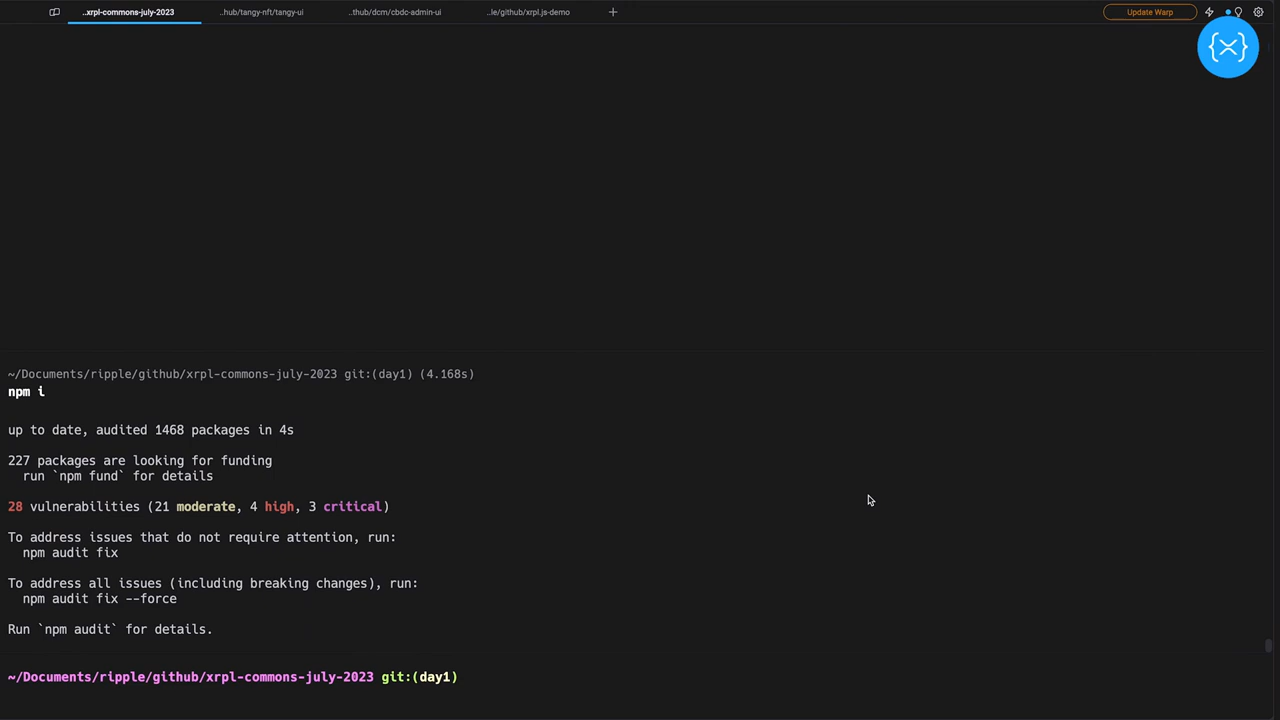 ..xrpl-commons-july-2023
..hub/tangy-nft/tangy-ui
..thub/dcm/cbdc-admin-ui
..le/github/xrpl.js-demo
Update Warp
{X}
~/Documents/ripple/github/xrpl-commons-july-2023 git:(day1) (4.168s)
npm i
up to date, audited 1468 packages in 4s
227 packages are looking for funding
run `npm fund` for details
28 vulnerabilities (21 moderate, 4 high, 3 critical)
To address issues that do not require attention, run:
npm audit fix
To address all issues (including breaking changes), run:
npm audit fix --force
Run `npm audit` for details.
~/Documents/ripple/github/xrpl-commons-july-2023 git:(day1)